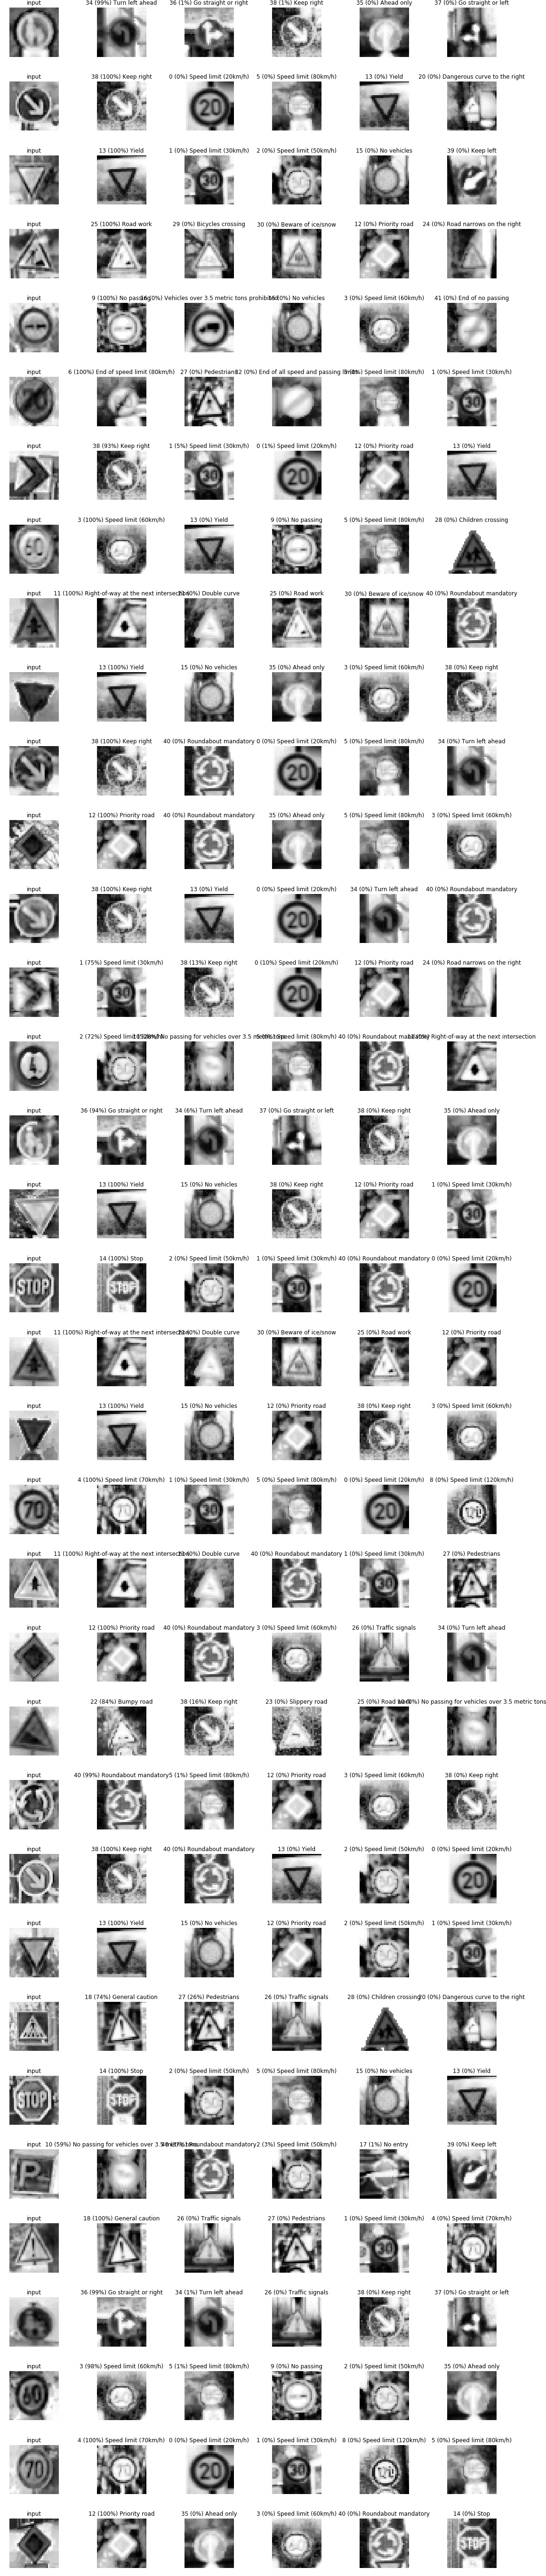 input 34 (99%) Turn left ahead 36 (1%) Go straight or right 38 (1%) Keep right 35 (0%) Ahead only 37 (0%) Go straight or left
input 38 (100%) Keep right 0 (0%) Speed limit (20km/h) 5 (0%) Speed limit (80km/h) 13 (0%) Yield 20 (0%) Dangerous curve to the right
20
input 13 (100%) Yield 1 (0%) Speed limit (30km/h) 2 (0%) Speed limit (50km/h) 15 (0%) No vehicles 39 (0%) Keep left
30
input 25 (100%) Road work 29 (0%) Bicycles crossing 30 (0%) Beware of ice/snow 12 (0%) Priority road 24 (0%) Road narrows on the right
input 9 (100%) No passing (0%) Vehicles over 3.5 metric tons prohibited (0%) No vehicles 3 (0%) Speed limit (60km/h) 41 (0%) End of no passing
input 6 (100%) End of speed limit (80km/h) 27 (0%) Pedestrians (0%) End of all speed and passing (0%) Speed limit (80km/h) 1 (0%) Speed limit (30km/h)
30
input 38 (93%) Keep right 1 (5%) Speed limit (30km/h) 0 (1%) Speed limit (20km/h) 12 (0%) Priority road 13 (0%) Yield
30 20
input 3 (100%) Speed limit (60km/h) 13 (0%) Yield 9 (0%) No passing 5 (0%) Speed limit (80km/h) 28 (0%) Children crossing
input 11 (100%) Right-of-way at the next intersection (0%) Double curve 25 (0%) Road work 30 (0%) Beware of ice/snow 40 (0%) Roundabout mandatory
input 13 (100%) Yield 15 (0%) No vehicles 35 (0%) Ahead only 3 (0%) Speed limit (60km/h) 38 (0%) Keep right
input 38 (100%) Keep right 40 (0%) Roundabout mandatory 0 (0%) Speed limit (20km/h) 5 (0%) Speed limit (80km/h) 34 (0%) Turn left ahead
20
input 12 (100%) Priority road 40 (0%) Roundabout mandatory 35 (0%) Ahead only 5 (0%) Speed limit (80km/h) 3 (0%) Speed limit (60km/h)
input 38 (100%) Keep right 13 (0%) Yield 0 (0%) Speed limit (20km/h) 34 (0%) Turn left ahead 40 (0%) Roundabout mandatory
20
input 1 (75%) Speed limit (30km/h) 38 (13%) Keep right 0 (10%) Speed limit (20km/h) 12 (0%) Priority road 24 (0%) Road narrows on the right
30 20
input 2 (72%) Speed limit No passing for vehicles over 3.5 (0%) Speed limit (80km/h) 40 (0%) Roundabout Right-of-way at the next intersection
input 36 (94%) Go straight or right 34 (6%) Turn left ahead 37 (0%) Go straight or left 38 (0%) Keep right 35 (0%) Ahead only
input 13 (100%) Yield 15 (0%) No vehicles 38 (0%) Keep right 12 (0%) Priority road 1 (0%) Speed limit (30km/h)
30
input 14 (100%) Stop 2 (0%) Speed limit (50km/h) 1 (0%) Speed limit (30km/h) 40 (0%) Roundabout mandatory 0 (0%) Speed limit (20km/h)
STOP STOP 30 20
input 11 (100%) Right-of-way at the next intersection (0%) Double curve 30 (0%) Beware of ice/snow 25 (0%) Road work 12 (0%) Priority road
input 13 (100%) Yield 15 (0%) No vehicles 12 (0%) Priority road 38 (0%) Keep right 3 (0%) Speed limit (60km/h)
input 4 (100%) Speed limit (70km/h) 1 (0%) Speed limit (30km/h) 5 (0%) Speed limit (80km/h) 0 (0%) Speed limit (20km/h) 8 (0%) Speed limit (120km/h)
70 70 30 20 120
input 11 (100%) Right-of-way at the next intersection (0%) Double curve 40 (0%) Roundabout mandatory 1 (0%) Speed limit (30km/h) 27 (0%) Pedestrians
30
input 12 (100%) Priority road 40 (0%) Roundabout mandatory 3 (0%) Speed limit (60km/h) 26 (0%) Traffic signals 34 (0%) Turn left ahead
input 22 (84%) Bumpy road 38 (16%) Keep right 23 (0%) Slippery road 25 (0%) Road (0%) No passing for vehicles over 3.5 metric tons
input 40 (99%) Roundabout mandatory 5 (1%) Speed limit (80km/h) 12 (0%) Priority road 3 (0%) Speed limit (60km/h) 38 (0%) Keep right
input 38 (100%) Keep right 40 (0%) Roundabout mandatory 13 (0%) Yield 2 (0%) Speed limit (50km/h) 0 (0%) Speed limit (20km/h)
20
input 13 (100%) Yield 15 (0%) No vehicles 12 (0%) Priority road 2 (0%) Speed limit (50km/h) 1 (0%) Speed limit (30km/h)
30
input 18 (74%) General caution 27 (26%) Pedestrians 26 (0%) Traffic signals 28 (0%) Children crossing 20 (0%) Dangerous curve to the right
input 14 (100%) Stop 2 (0%) Speed limit (50km/h) 5 (0%) Speed limit (80km/h) 15 (0%) No vehicles 13 (0%) Yield
STOP STOP
input 10 (59%) No passing for vehicles over Roundabout mandatory 2 (3%) Speed limit (50km/h) 17 (1%) No entry 39 (0%) Keep left
P
input 18 (100%) General caution 26 (0%) Traffic signals 27 (0%) Pedestrians 1 (0%) Speed limit (30km/h) 4 (0%) Speed limit (70km/h)
30 70
input 36 (99%) Go straight or right 34 (1%) Turn left ahead 26 (0%) Traffic signals 38 (0%) Keep right 37 (0%) Go straight or left
input 3 (98%) Speed limit (60km/h) 5 (1%) Speed limit (80km/h) 9 (0%) No passing 2 (0%) Speed limit (50km/h) 35 (0%) Ahead only
60
input 4 (100%) Speed limit (70km/h) 0 (0%) Speed limit (20km/h) 1 (0%) Speed limit (30km/h) 8 (0%) Speed limit (120km/h) 5 (0%) Speed limit (80km/h)
70 70 20 30 120
input 12 (100%) Priority road 35 (0%) Ahead only 3 (0%) Speed limit (60km/h) 40 (0%) Roundabout mandatory 14 (0%) Stop
STOP